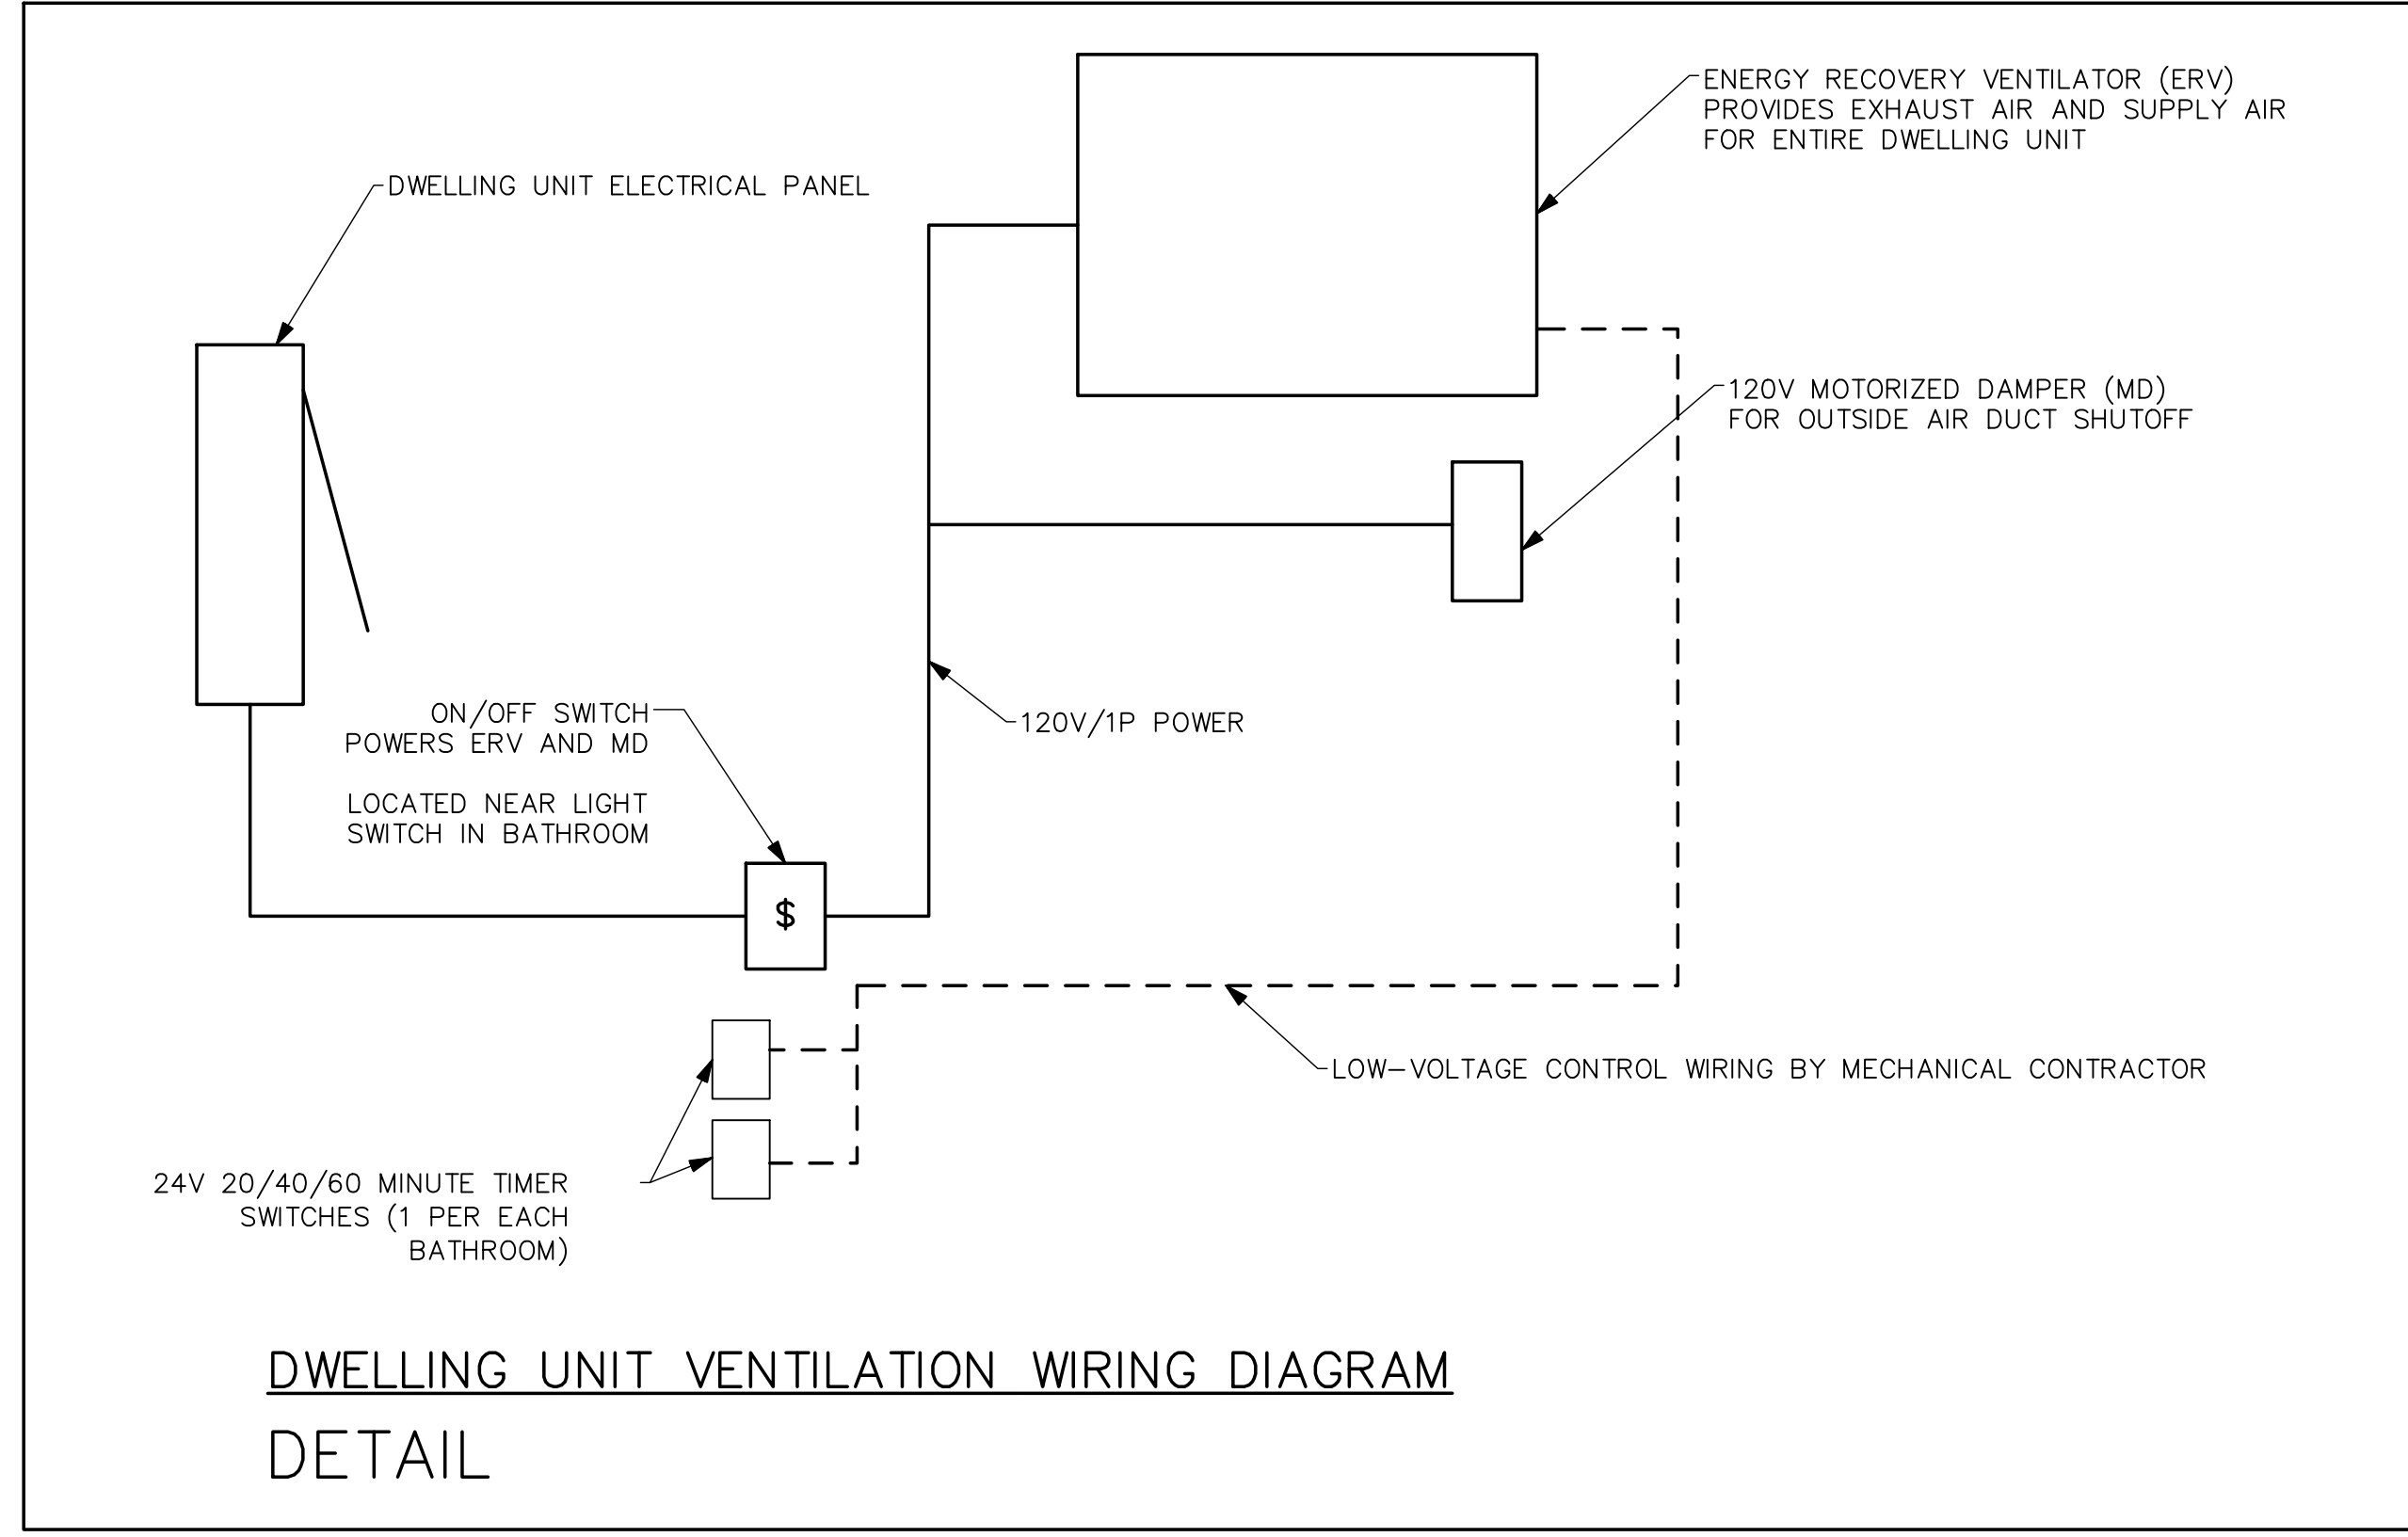 ENERGY RECOVERY VENTILATOR (ERV)
PROVIDES EXHAUST AIR AND SUPPLY AIR
FOR ENTIRE DWELLING UNIT
DWELLING UNIT ELECTRICAL PANEL
120V MOTORIZED DAMPER (MD)
FOR OUTSIDE AIR DUCT SHUTOFF
ON/OFF SWITCH
POWERS ERV AND MD
LOCATED NEAR LIGHT
SWITCH IN BATHROOM
120V/1P POWER
$
LOW-VOLTAGE CONTROL WIRING BY MECHANICAL CONTRACTOR
24V 20/40/60 MINUTE TIMER
SWITCHES (1 PER EACH
BATHROOM)
DWELLING UNIT VENTILATION WIRING DIAGRAM
DETAIL